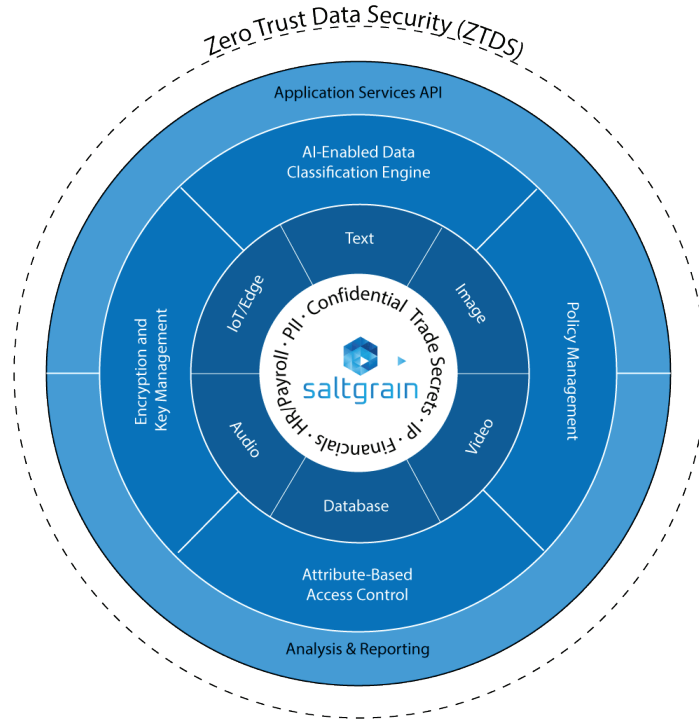 Zero Trust Data Security (ZTDS)
Application Services API
AI-Enabled Data
Classification Engine
Text
IoT/Edge
Image
Encryption and
Key Management
Policy Management
HR/Payroll · PII · Confidential Trade Secrets · IP · Financials ·
saltgrain
Audio
Video
Database
Attribute-Based
Access Control
Analysis & Reporting